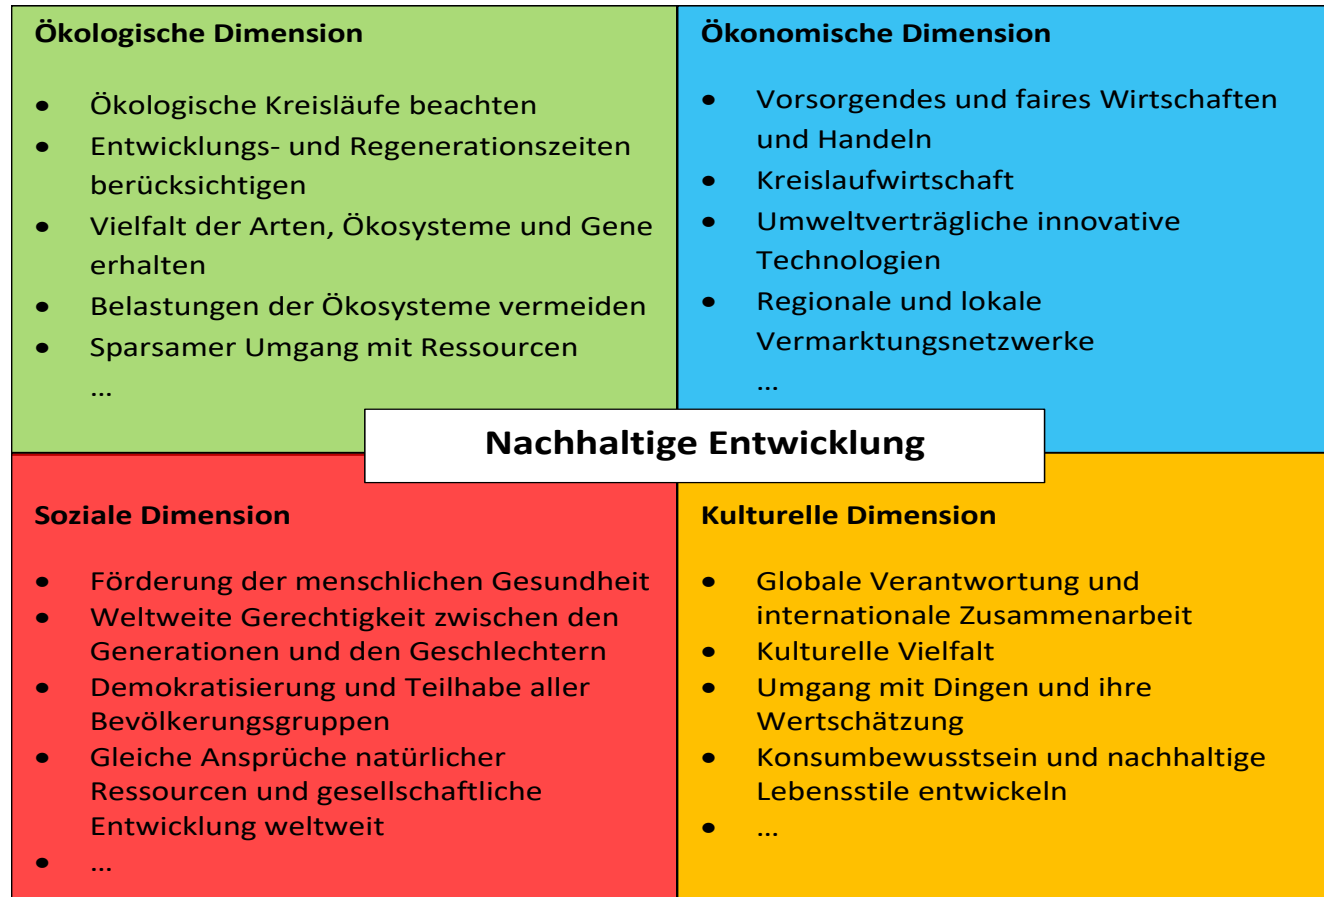 Ökologische Dimension
• Ökologische Kreisläufe beachten
• Entwicklungs- und Regenerationszeiten
berücksichtigen
• Vielfalt der Arten, Ökosysteme und Gene
erhalten
• Belastungen der Ökosysteme vermeiden
• Sparsamer Umgang mit Ressourcen
...
Ökonomische Dimension
• Vorsorgendes und faires Wirtschaften
und Handeln
• Kreislaufwirtschaft
• Umweltverträgliche innovative
Technologien
• Regionale und lokale
Vermarktungsnetzwerke
...
Nachhaltige Entwicklung
Soziale Dimension
• Förderung der menschlichen Gesundheit
• Weltweite Gerechtigkeit zwischen den
Generationen und den Geschlechtern
• Demokratisierung und Teilhabe aller
Bevölkerungsgruppen
• Gleiche Ansprüche natürlicher
Ressourcen und gesellschaftliche
Entwicklung weltweit
• ...
Kulturelle Dimension
• Globale Verantwortung und
internationale Zusammenarbeit
• Kulturelle Vielfalt
• Umgang mit Dingen und ihre
Wertschätzung
• Konsumbewusstsein und nachhaltige
Lebensstile entwickeln
• ...